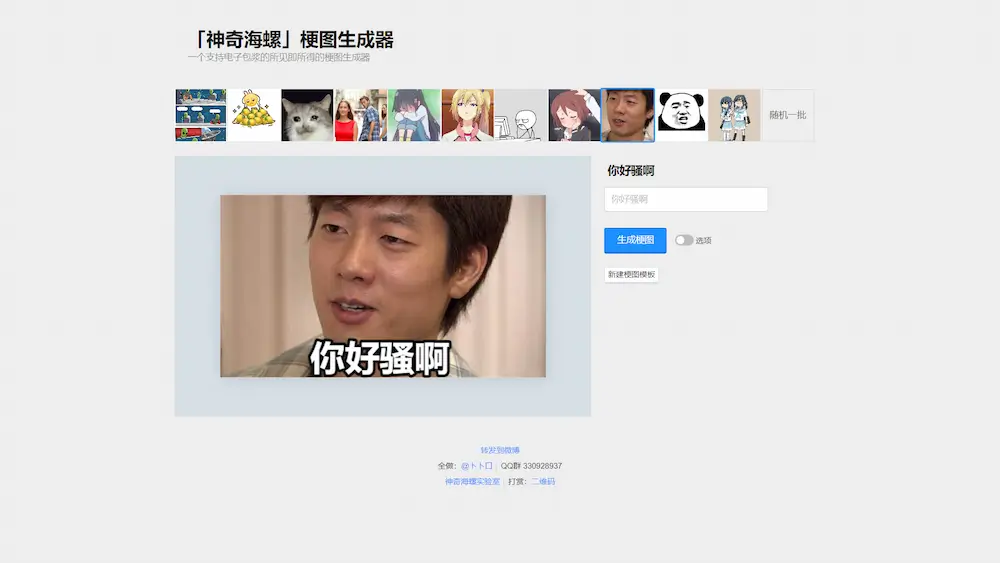 「神奇海螺」梗图生成器
一个支持电子包浆的所见即所得的梗图生成器
随机一批
你好骚啊
你好骚啊
生成梗图 选项
新建梗图模板
你好骚啊
转发到微博
全做：@卜卜口 | QQ群 330928937
神奇海螺实验室 | 打赏：二维码